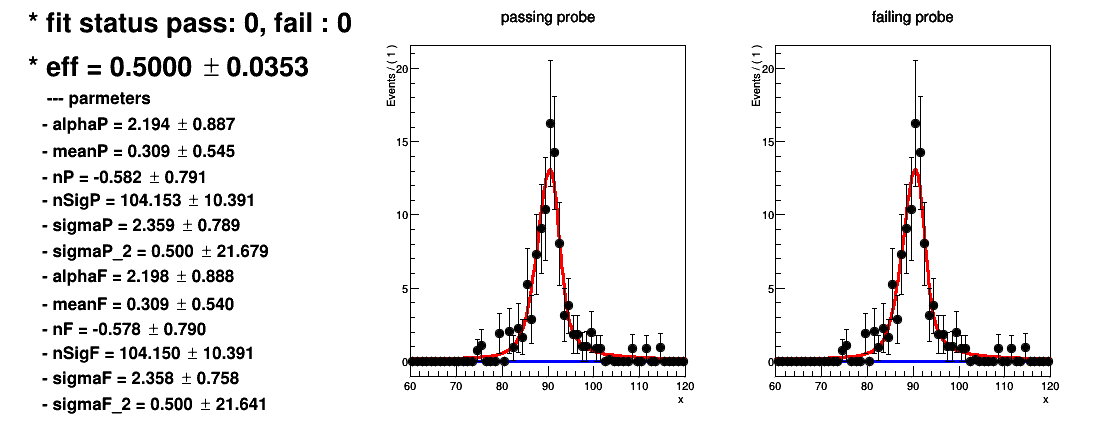 * fit status pass: 0, fail : 0
* eff = 0.5000 ± 0.0353
--- parmeters
- alphaP = 2.194 ± 0.887
- meanP = 0.309 ± 0.545
- nP = -0.582 ± 0.791
- nSigP = 104.153 ± 10.391
- sigmaP = 2.359 ± 0.789
- sigmaP_2 = 0.500 ± 21.679
- alphaF = 2.198 ± 0.888
- meanF = 0.309 ± 0.540
- nF = -0.578 ± 0.790
- nSigF = 104.150 ± 10.391
- sigmaF = 2.358 ± 0.758
- sigmaF_2 = 0.500 ± 21.641
passing probe
Events / ( 1 )
20
15
10
5
0
60 70 80 90 100 110 120
x
failing probe
Events / ( 1 )
20
15
10
5
0
60 70 80 90 100 110 120
x